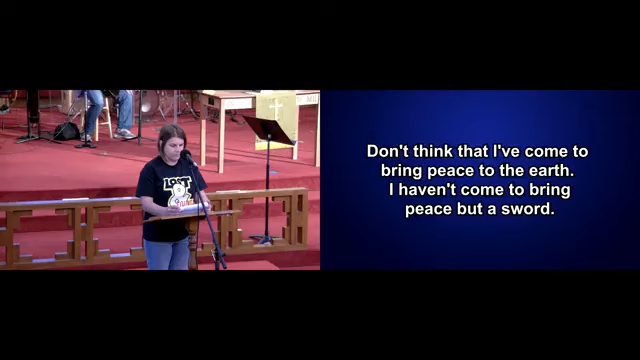 LOST
Don't think that I've come to
bring peace to the earth.
I haven't come to bring
peace but a sword.